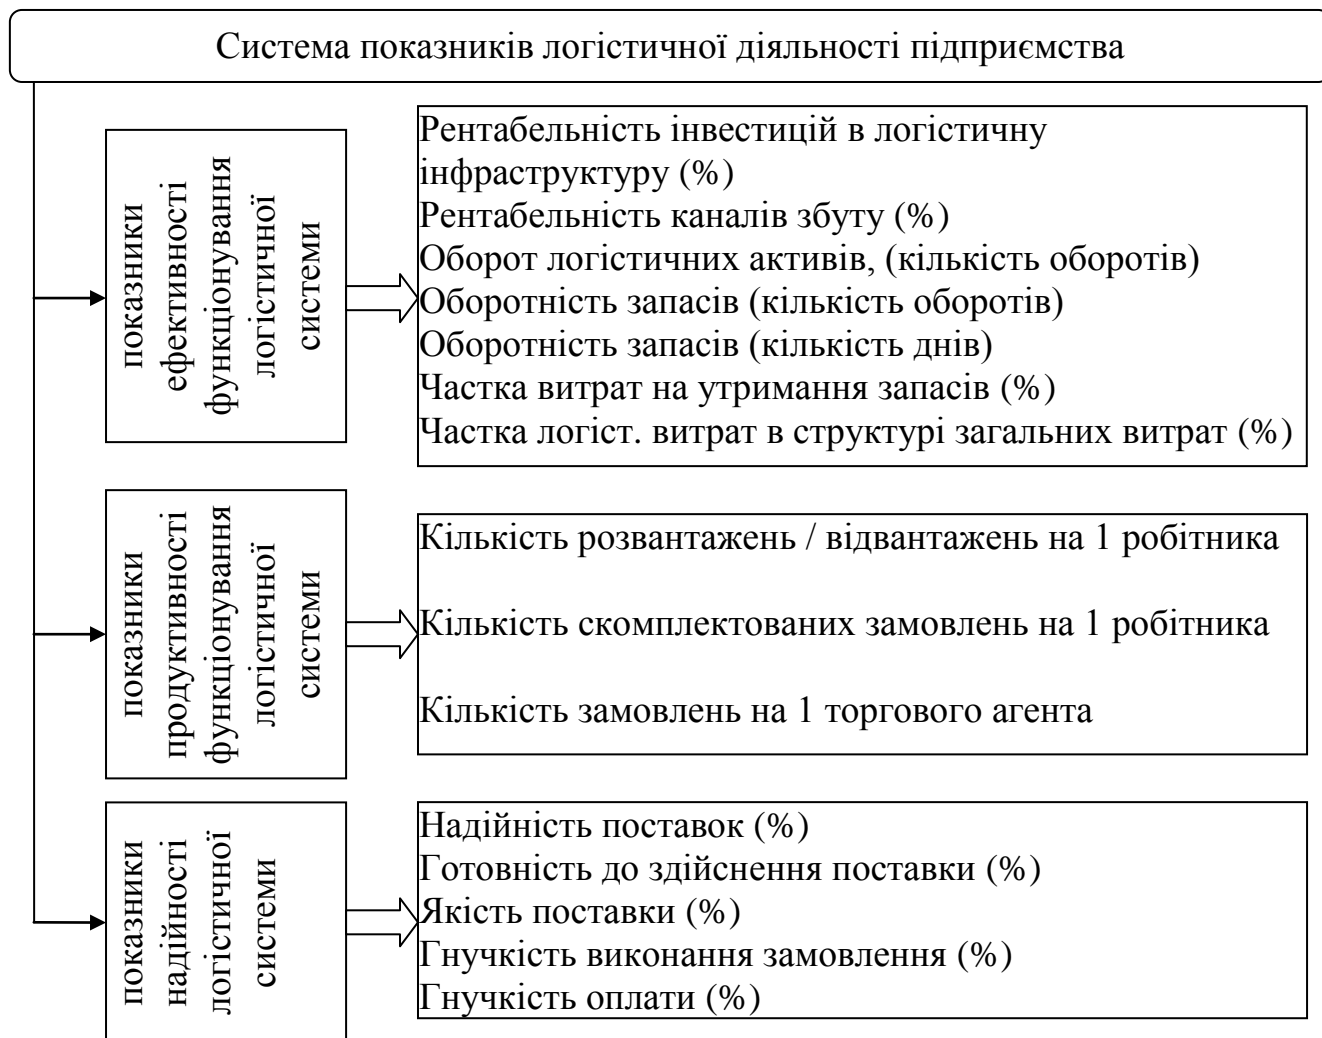 Система показників логістичної діяльності підприємства
показники
ефективності
функціонування
логістичної
системи
Рентабельність інвестицій в логістичну
інфраструктуру (%)
Рентабельність каналів збуту (%)
Оборот логістичних активів, (кількість оборотів)
Оборотність запасів (кількість оборотів)
Оборотність запасів (кількість днів)
Частка витрат на утримання запасів (%)
Частка логіст. витрат в структурі загальних витрат (%)
показники
продуктивності
функціонування
логістичної
системи
Кількість розвантажень / відвантажень на 1 робітника
Кількість скомплектованих замовлень на 1 робітника
Кількість замовлень на 1 торгового агента
показники
надійності
логістичної
системи
Надійність поставок (%)
Готовність до здійснення поставки (%)
Якість поставки (%)
Гнучкість виконання замовлення (%)
Гнучкість оплати (%)